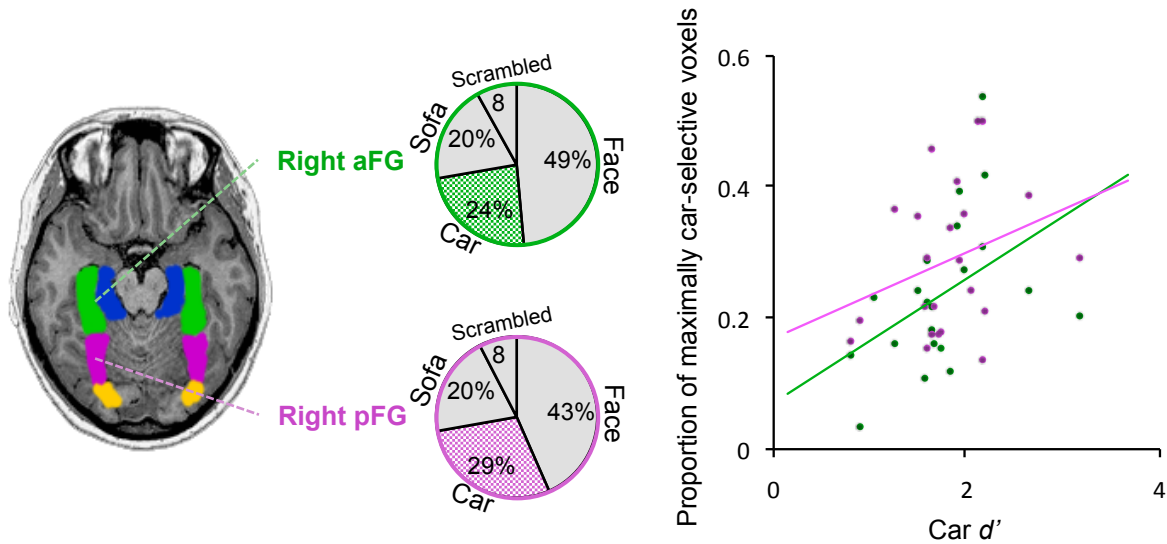 Right aFG
Scrambled
Sofa
Face
Car
8
20%
49%
24%
Right pFG
Scrambled
Sofa
Face
Car
8
20%
43%
29%
Proportion of maximally car-selective voxels
0.6
0.4
0.2
0
0
2
4
Car d’